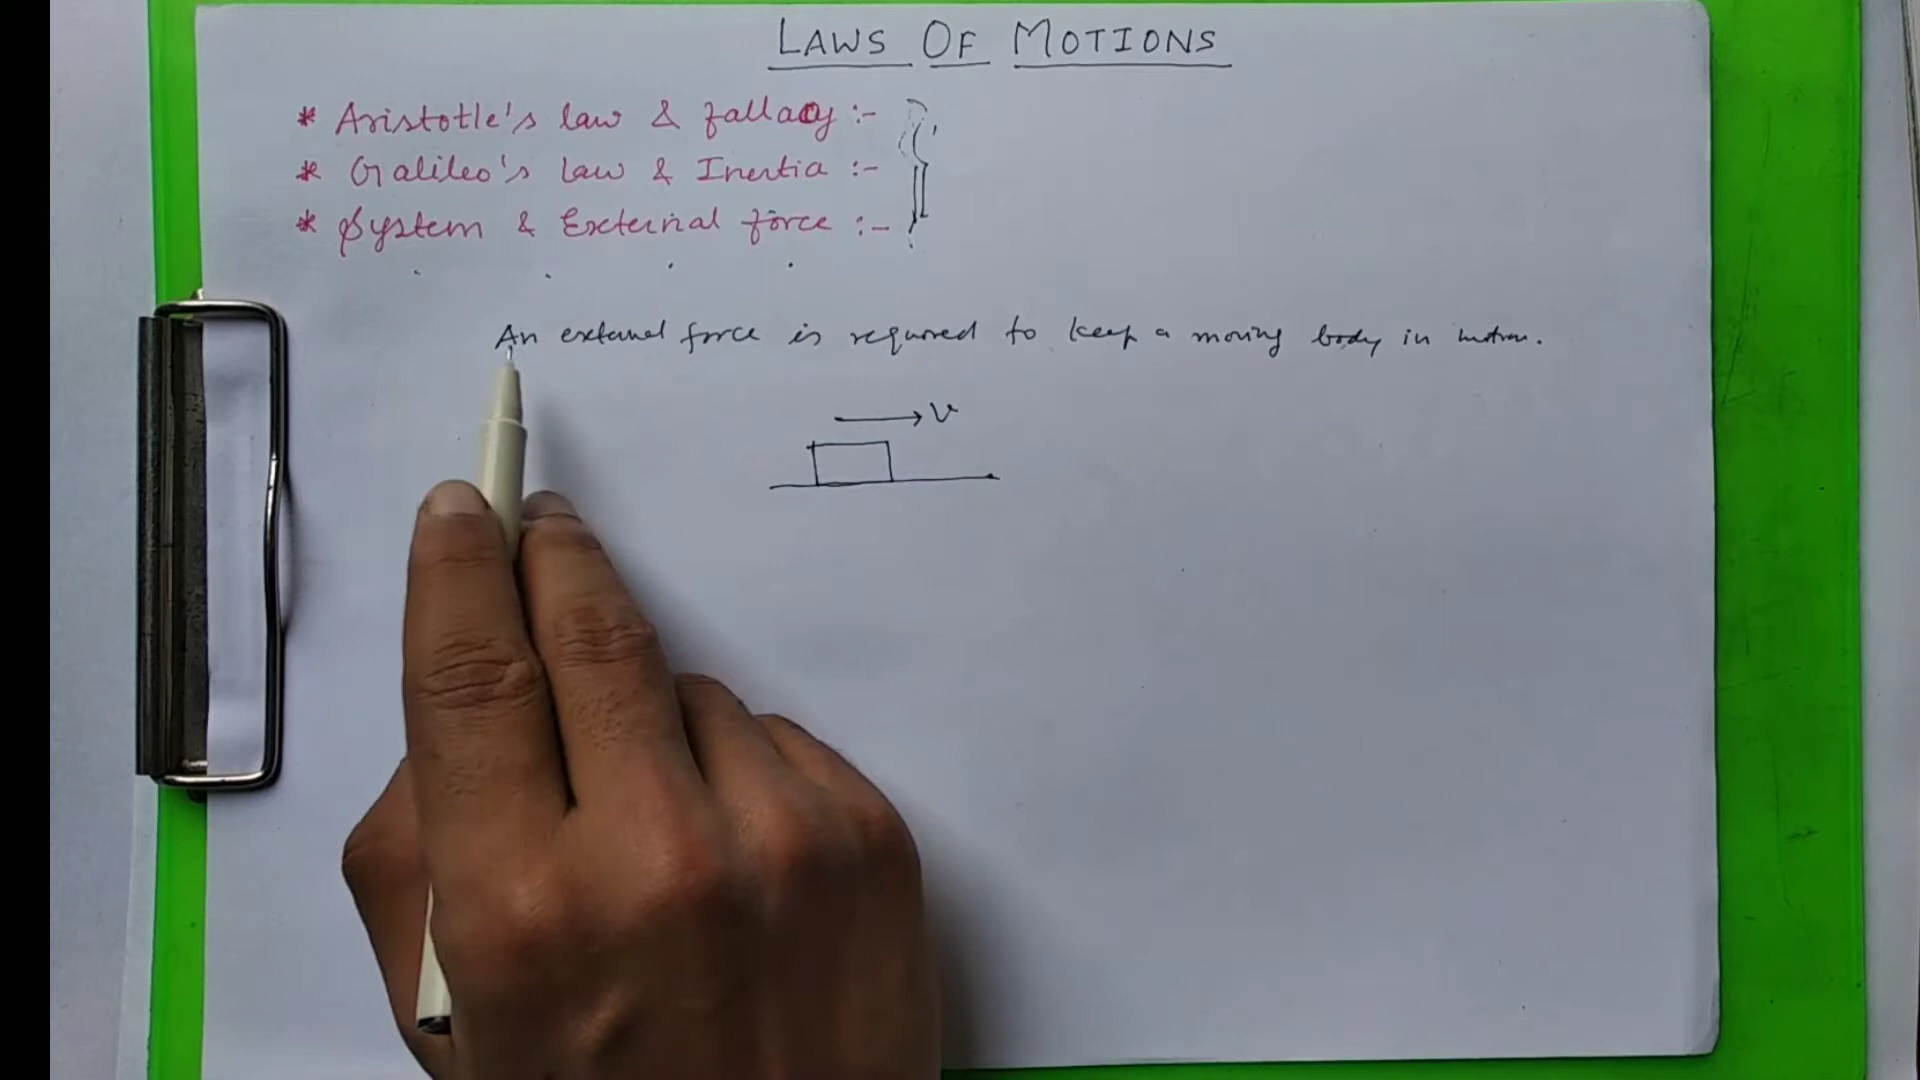 LAWS OF MOTIONS
* Aristotle's law & fallacy :-
* Galileo's law & Inertia :-
* System & External force :-
An external force is required to keep a moving body in motion.
v